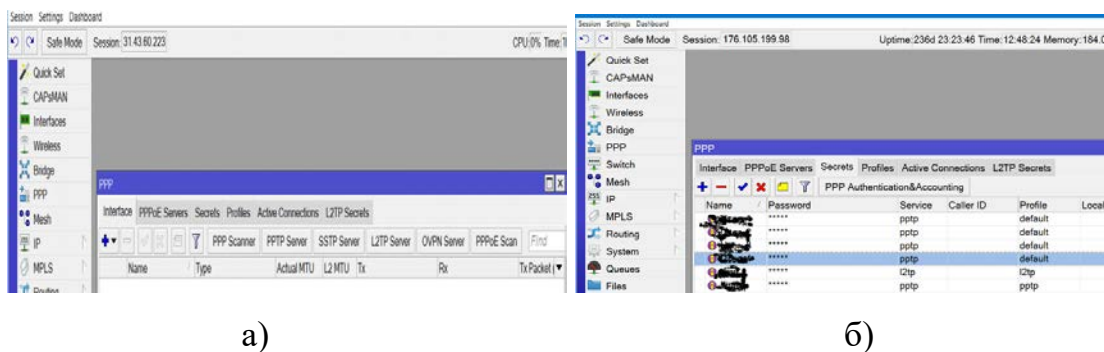 Session Settings Dashboard
Safe Mode Session: 31.43.60.223 CPU: 0% Time:
Quick Set
CAPsMAN
Interfaces
Wireless
Bridge
PPP
Mesh
IP
MPLS
Routing
PPP
Interface PPPoE Servers Secrets Profiles Active Connections L2TP Secrets
PPP Scanner PPTP Server SSTP Server L2TP Server OVPN Server PPPoE Scan Find
Name Type Actual MTU L2 MTU Tx Rx Tx Packet (
а)
Session Settings Dashboard
Safe Mode Session: 176.105.199.98 Uptime: 236d 23:23:46 Time: 12:48:24 Memory: 184.0
Quick Set
CAPsMAN
Interfaces
Wireless
Bridge
PPP
Switch
Mesh
IP
MPLS
Routing
System
Queues
Files
PPP
Interface PPPoE Servers Secrets Profiles Active Connections L2TP Secrets
PPP Authentication&Accounting
Name Password Service Caller ID Profile Local
***** pptp default
***** pptp default
***** pptp default
***** pptp default
***** l2tp l2tp
***** pptp pptp
б)